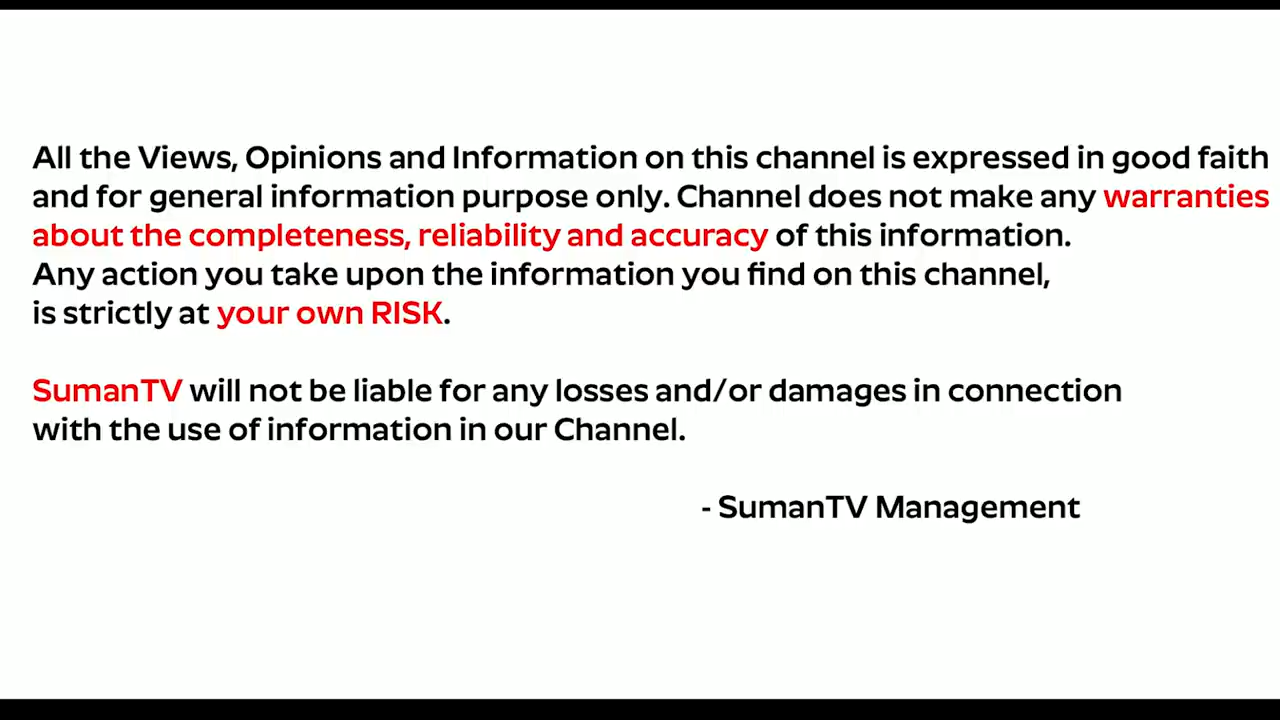 All the Views, Opinions and Information on this channel is expressed in good faith
and for general information purpose only. Channel does not make any warranties
about the completeness, reliability and accuracy of this information.
Any action you take upon the information you find on this channel,
is strictly at your own RISK.
SumanTV will not be liable for any losses and/or damages in connection
with the use of information in our Channel.
- SumanTV Management